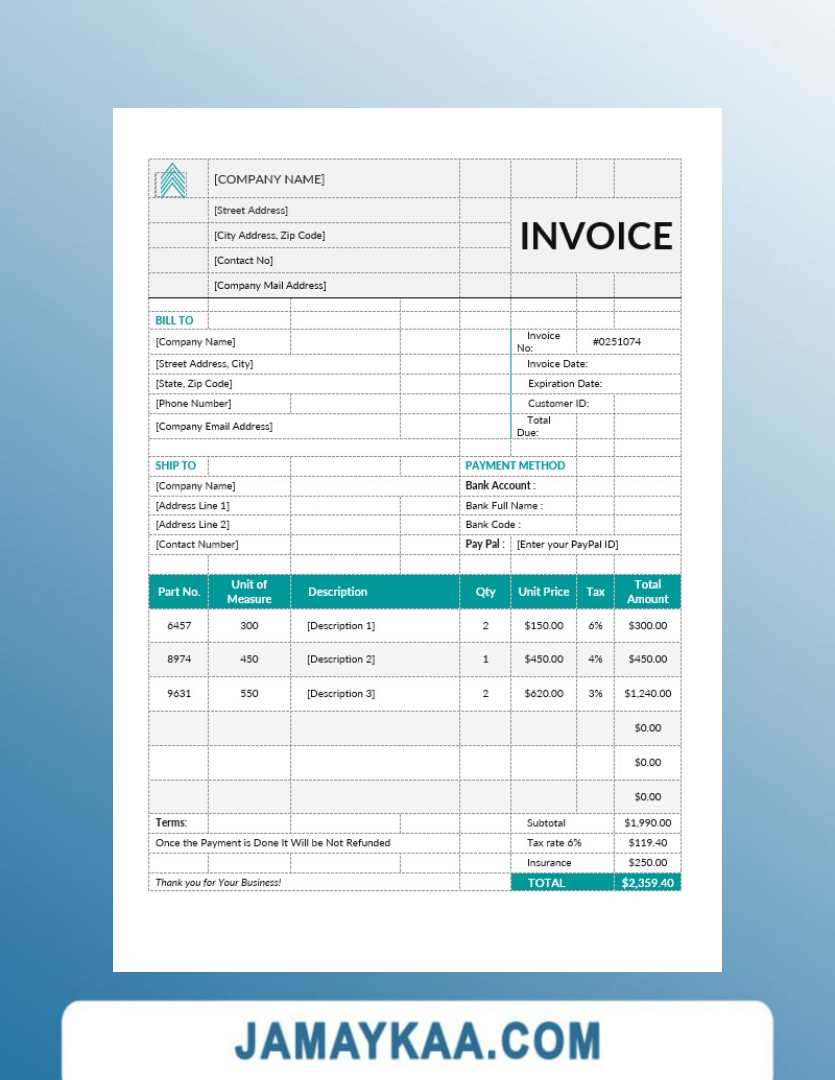 [COMPANY NAME]
[Street Address]
[City Address, Zip Code]
INVOICE
[Contact No]
[Company Mail Address]
BILL TO
[Company Name] Invoice No: #0251074
[Street Address, City] Invoice Date:
[State, Zip Code] Expiration Date:
[Phone Number] Customer ID:
[Company Email Address] Total Due:
SHIP TO PAYMENT METHOD
[Company Name] Bank Account :
[Address Line 1] Bank Full Name :
[Address Line 2] Bank Code :
[Contact Number] Pay Pal : [Enter your PayPal ID]
Part No. Unit of Measure Description Qty Unit Price Tax Total Amount
6457 300 [Description 1] 2 $150.00 6% $300.00
8974 450 [Description 2] 1 $450.00 4% $450.00
9631 550 [Description 3] 2 $620.00 3% $1,240.00
$0.00
$0.00
$0.00
Terms: Subtotal $1,990.00
Once the Payment is Done It Will be Not Refunded Tax rate 6% $119.40
Insurance $250.00
Thank you for Your Business! TOTAL $2,359.40
JAMAYKAA.COM